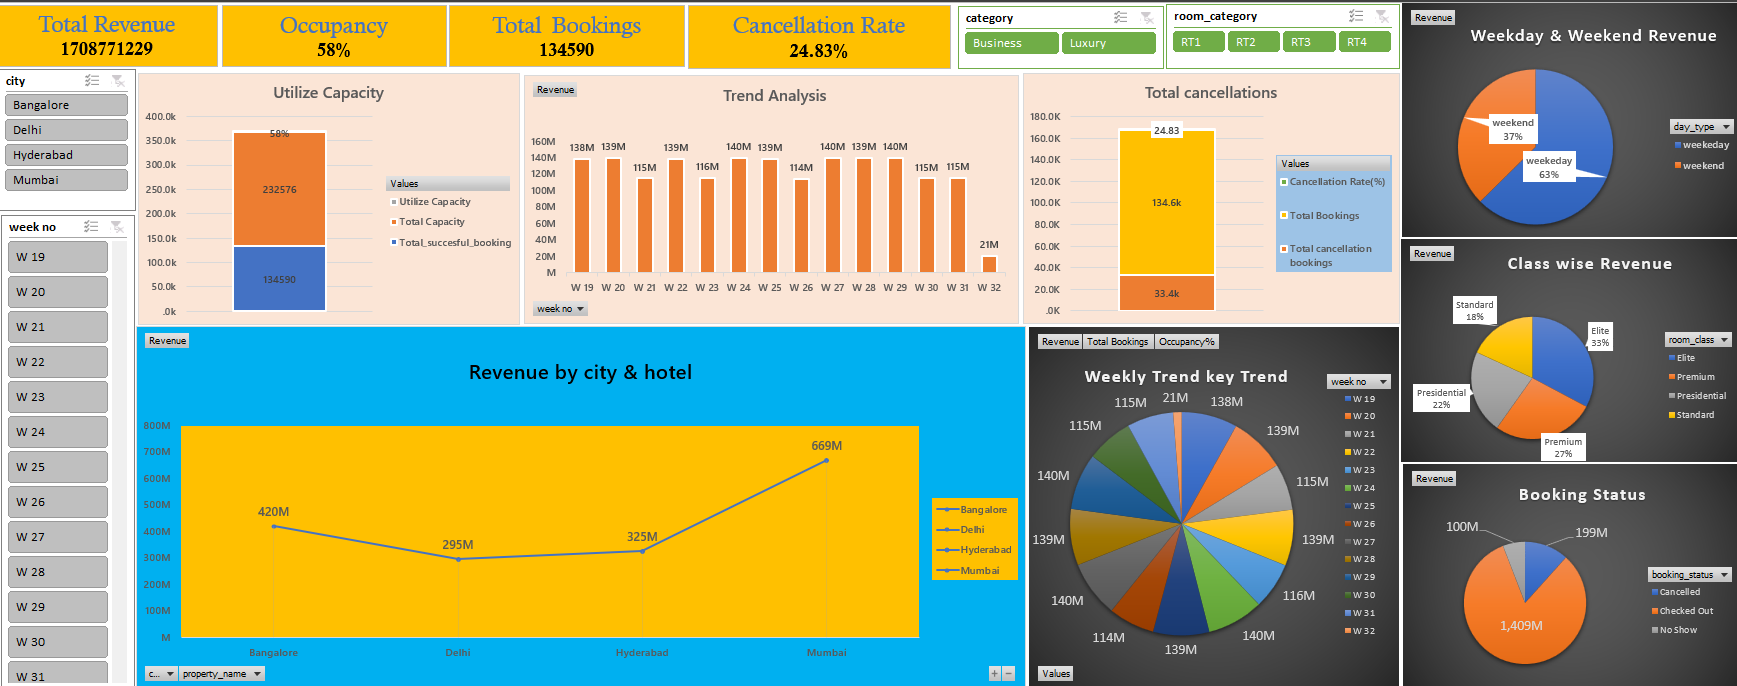 Total Revenue
1708771229
Occupancy
58%
Total Bookings
134590
Cancellation Rate
24.83%
category
Business
Luxury
room_category
RT1
RT2
RT3
RT4
city
Bangalore
Delhi
Hyderabad
Mumbai
week no
W 19
W 20
W 21
W 22
W 23
W 24
W 25
W 26
W 27
W 28
W 29
W 30
W 31
Utilize Capacity
400.0k
350.0k
300.0k
250.0k
200.0k
150.0k
100.0k
50.0k
.0k
58%
232576
134590
Values
Utilize Capacity
Total Capacity
Total_succesful_booking
Revenue
Trend Analysis
160M
140M
120M
100M
80M
60M
40M
20M
M
138M
139M
115M
139M
116M
140M
139M
114M
140M
139M
140M
115M
115M
21M
W 19
W 20
W 21
W 22
W 23
W 24
W 25
W 26
W 27
W 28
W 29
W 30
W 31
W 32
week no
Total cancellations
180.0K
160.0K
140.0K
120.0K
100.0K
80.0K
60.0K
40.0K
20.0K
.0K
24.83
134.6k
33.4k
Values
Cancellation Rate(%)
Total Bookings
Total cancellation
bookings
Revenue
Weekday & Weekend Revenue
weekend
37%
weekeday
63%
day_type
weekeday
weekend
Revenue
Class wise Revenue
Standard
18%
Elite
33%
Presidential
22%
Premium
27%
room_class
Elite
Premium
Presidential
Standard
Revenue
Revenue by city & hotel
800M
700M
600M
500M
400M
300M
200M
100M
M
420M
295M
325M
669M
Bangalore
Delhi
Hyderabad
Mumbai
Bangalore
Delhi
Hyderabad
Mumbai
c...
property_name
+
−
Revenue
Total Bookings
Occupancy%
Weekly Trend key Trend
week no
138M
139M
115M
139M
116M
140M
139M
114M
140M
139M
140M
115M
115M
21M
W 19
W 20
W 21
W 22
W 23
W 24
W 25
W 26
W 27
W 28
W 29
W 30
W 31
W 32
Values
Revenue
Booking Status
100M
199M
1,409M
booking_status
Cancelled
Checked Out
No Show